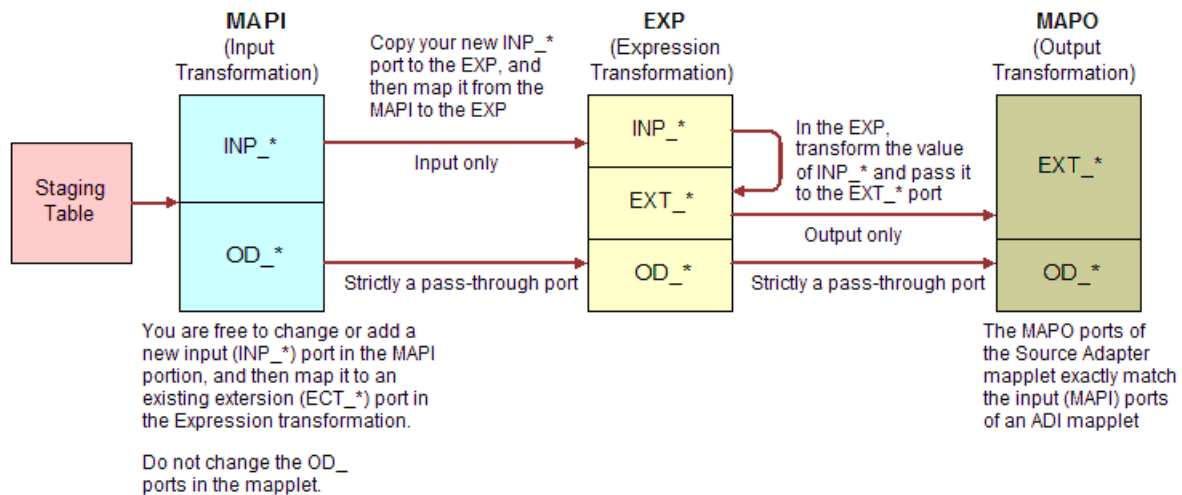 MAPI
(Input
Transformation)
Copy your new INP_*
port to the EXP, and
then map it from the
MAPI to the EXP
EXP
(Expression
Transformation)
MAPO
(Output
Transformation)
Staging
Table
INP_*
OD_*
Input only
Strictly a pass-through port
INP_*
EXT_*
OD_*
In the EXP,
transform the value
of INP_* and pass it
to the EXT_* port
Output only
Strictly a pass-through port
EXT_*
OD_*
You are free to change or add a
new input (INP_*) port in the MAPI
portion, and then map it to an
existing extersion (ECT_*) port in
the Expression transformation.
Do not change the OD_
ports in the mapplet.
The MAPO ports of
the Source Adapter
mapplet exactly match
the input (MAPI) ports
of an ADI mapplet